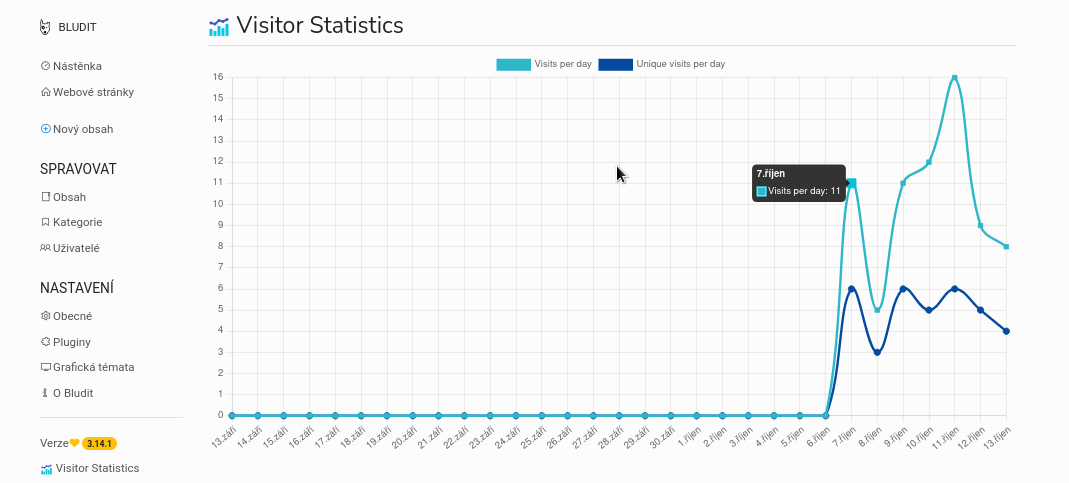 BLUDIT
Nástěnka
Webové stránky
Nový obsah
SPRAVOVAT
Obsah
Kategorie
Uživatelé
NASTAVENÍ
Obecné
Pluginy
Grafická témata
O Bludit
Verze 3.14.1
Visitor Statistics
Visitor Statistics
Visits per day Unique visits per day
16
15
14
13
12
11
10
9
8
7
6
5
4
3
2
1
0
7.říjen
Visits per day: 11
13.září 14.září 15.září 16.září 17.září 18.září 19.září 20.září 21.září 22.září 23.září 24.září 25.září 26.září 27.září 28.září 29.září 30.září 1.říjen 2.říjen 3.říjen 4.říjen 5.říjen 6.říjen 7.říjen 8.říjen 9.říjen 10.říjen 11.říjen 12.říjen 13.říjen